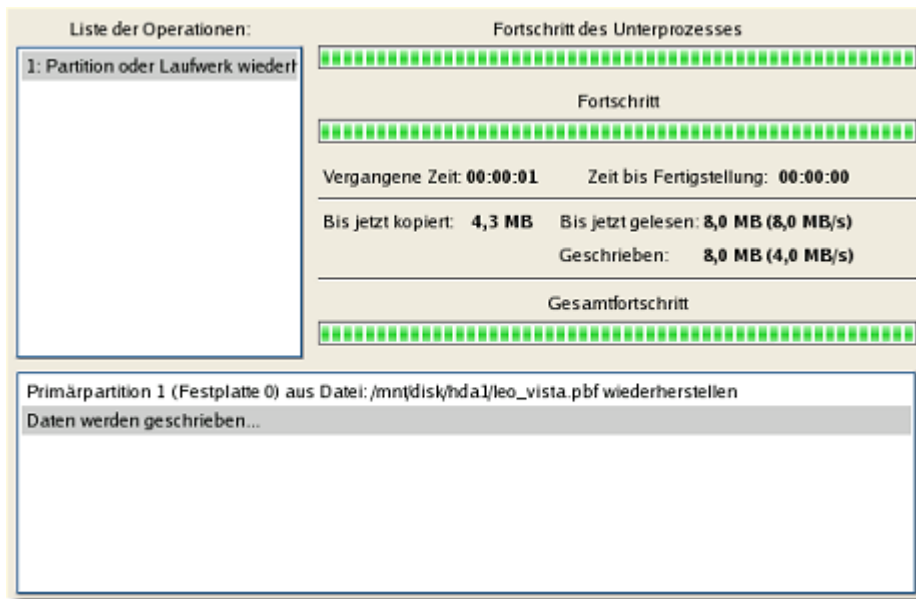 Liste der Operationen:
1: Partition oder Laufwerk wiederh
Fortschritt des Unterprozesses
Fortschritt
Vergangene Zeit: 00:00:01 Zeit bis Fertigstellung: 00:00:00
Bis jetzt kopiert: 4,3 MB Bis jetzt gelesen: 8,0 MB (8,0 MB/s)
Geschrieben: 8,0 MB (4,0 MB/s)
Gesamtfortschritt
Primärpartition 1 (Festplatte 0) aus Datei: /mnt/disk/hda1/leo_vista.pbf wiederherstellen
Daten werden geschrieben...